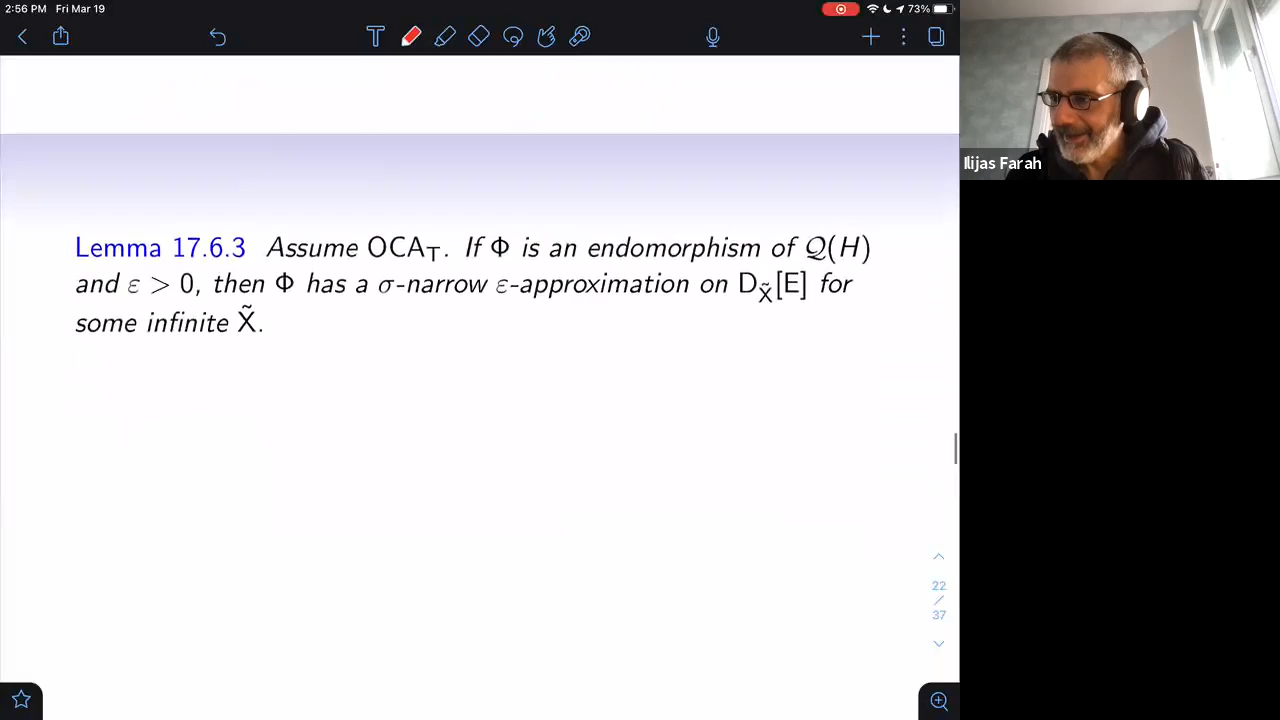 2:56 PM Fri Mar 19
73%
Lemma 17.6.3 Assume OCA_T. If Φ is an endomorphism of 𝒬(H)
and ε > 0, then Φ has a σ-narrow ε-approximation on D_X̃[E] for
some infinite X̃.
Ilijas Farah
22
/
37